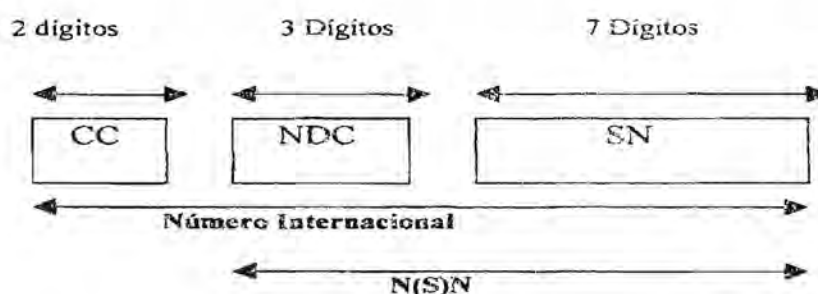 2 dígitos 3 Dígitos 7 Dígitos
CC NDC SN
Número Internacional
N(S)N